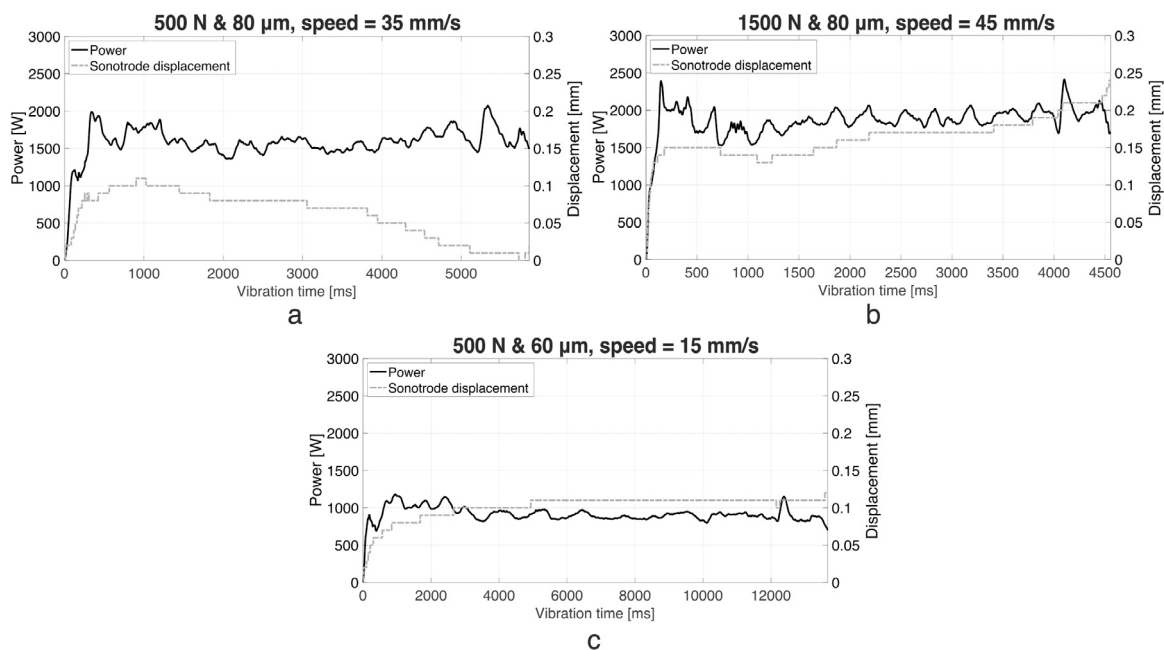 500 N & 80 µm, speed = 35 mm/s
3000
2500
2000
1500
1000
500
0
Power [W]
Power
Sonotrode displacement
0.3
0.25
0.2
0.15
0.1
0.05
0
Displacement [mm]
0 1000 2000 3000 4000 5000
Vibration time [ms]
a
1500 N & 80 µm, speed = 45 mm/s
3000
2500
2000
1500
1000
500
0
Power [W]
Power
Sonotrode displacement
0.3
0.25
0.2
0.15
0.1
0.05
0
Displacement [mm]
0 500 1000 1500 2000 2500 3000 3500 4000 4500
Vibration time [ms]
b
500 N & 60 µm, speed = 15 mm/s
3000
2500
2000
1500
1000
500
0
Power [W]
Power
Sonotrode displacement
0.3
0.25
0.2
0.15
0.1
0.05
0
Displacement [mm]
0 2000 4000 6000 8000 10000 12000
Vibration time [ms]
c